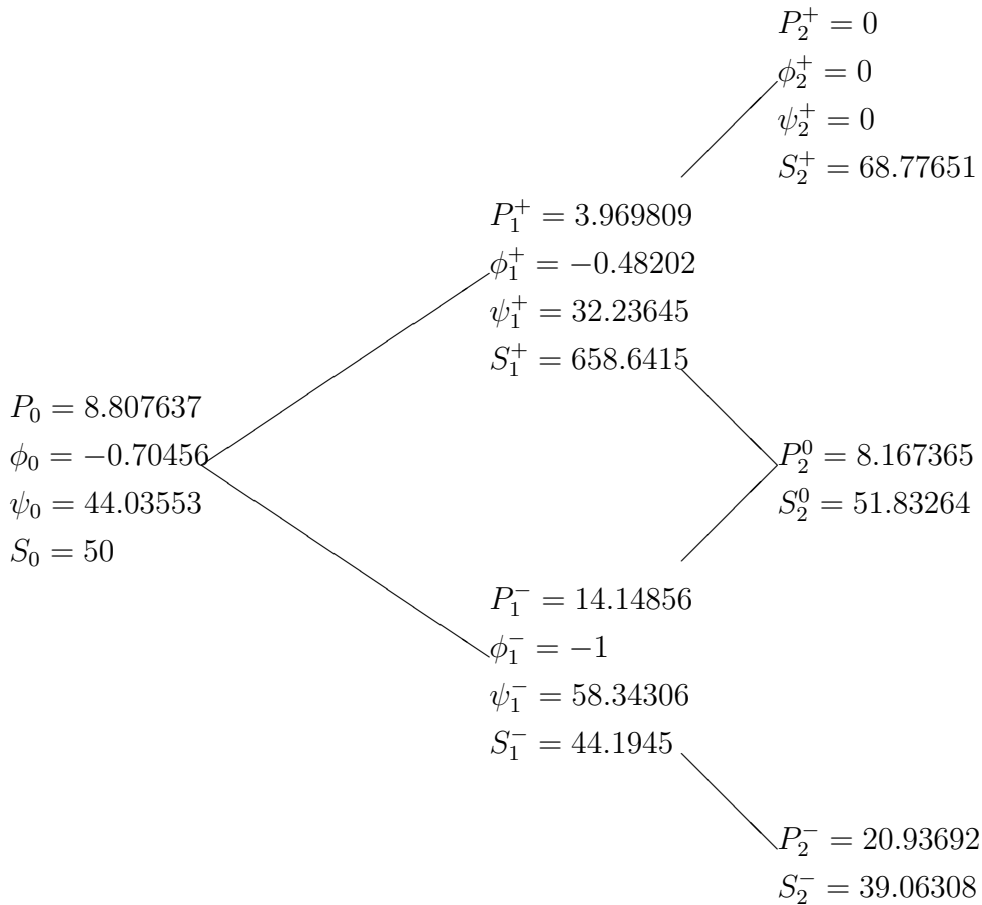 P_2^+ = 0
ϕ_2^+ = 0
ψ_2^+ = 0
S_2^+ = 68.77651
P_1^+ = 3.969809
ϕ_1^+ = −0.48202
ψ_1^+ = 32.23645
S_1^+ = 658.6415
P_0 = 8.807637
ϕ_0 = −0.70456
ψ_0 = 44.03553
S_0 = 50
P_2^0 = 8.167365
S_2^0 = 51.83264
P_1^− = 14.14856
ϕ_1^− = −1
ψ_1^− = 58.34306
S_1^− = 44.1945
P_2^− = 20.93692
S_2^− = 39.06308